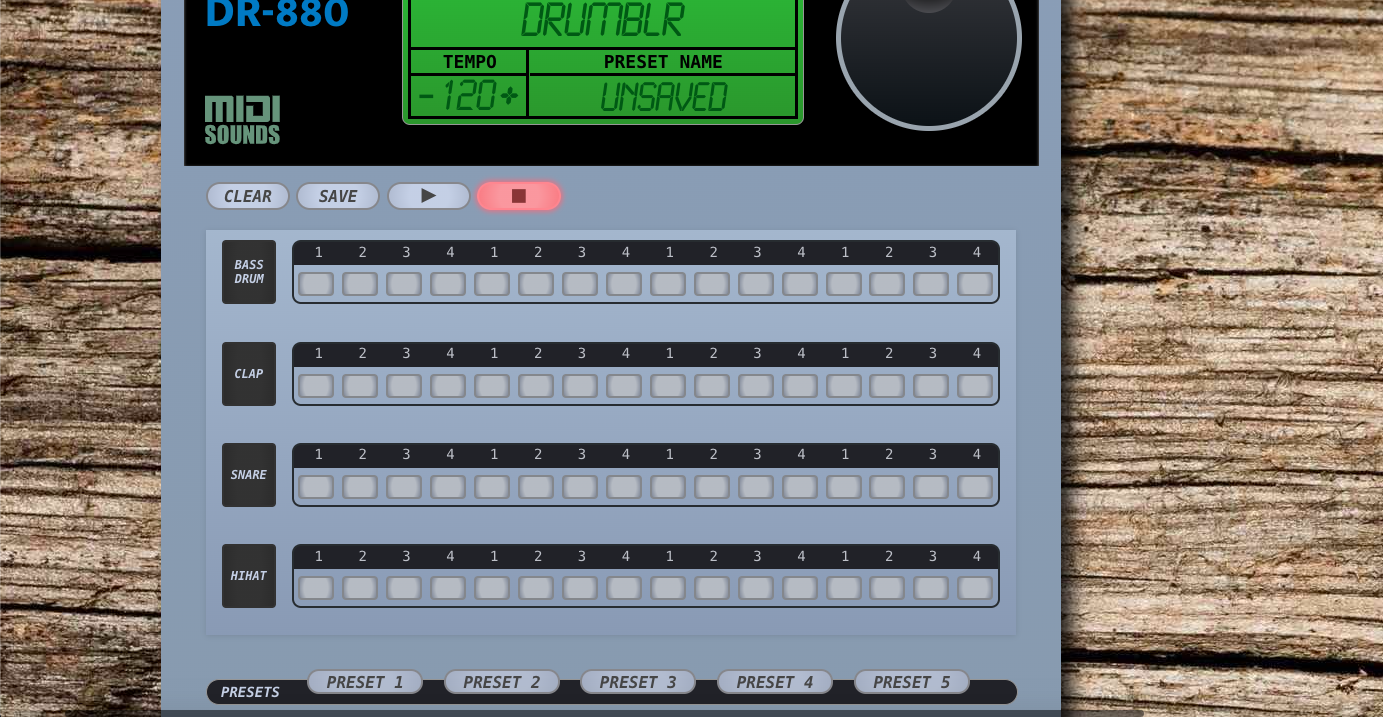 DR-880
DRUMBLR
TEMPO PRESET NAME
-120+ UNSAVED
MIDI
SOUNDS
CLEAR SAVE
BASS
DRUM
1 2 3 4 1 2 3 4 1 2 3 4 1 2 3 4
CLAP
1 2 3 4 1 2 3 4 1 2 3 4 1 2 3 4
SNARE
1 2 3 4 1 2 3 4 1 2 3 4 1 2 3 4
HIHAT
1 2 3 4 1 2 3 4 1 2 3 4 1 2 3 4
PRESETS PRESET 1 PRESET 2 PRESET 3 PRESET 4 PRESET 5